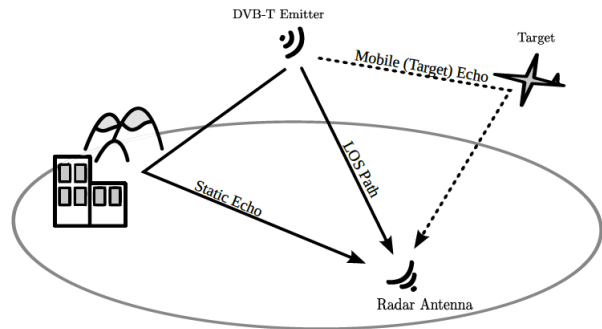 DVB-T Emitter
Target
Mobile (Target) Echo
LOS Path
Static Echo
Radar Antenna